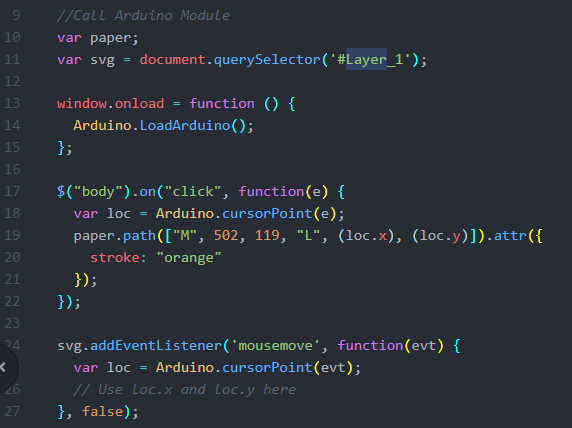 9 //Call Arduino Module
10 var paper;
11 var svg = document.querySelector('#Layer_1');
12
13 window.onload = function () {
14 Arduino.LoadArduino();
15 };
16
17 $("body").on("click", function(e) {
18 var loc = Arduino.cursorPoint(e);
19 paper.path(["M", 502, 119, "L", (loc.x), (loc.y)]).attr({
20 stroke: "orange"
21 });
22 });
23
24 svg.addEventListener('mousemove', function(evt) {
var loc = Arduino.cursorPoint(evt);
26 // Use loc.x and loc.y here
27 }, false);